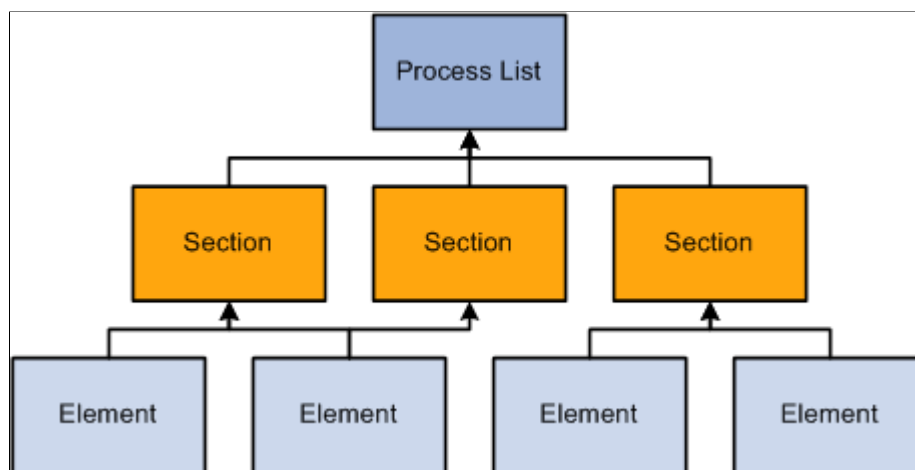 Process List
Section
Section
Section
Element
Element
Element
Element